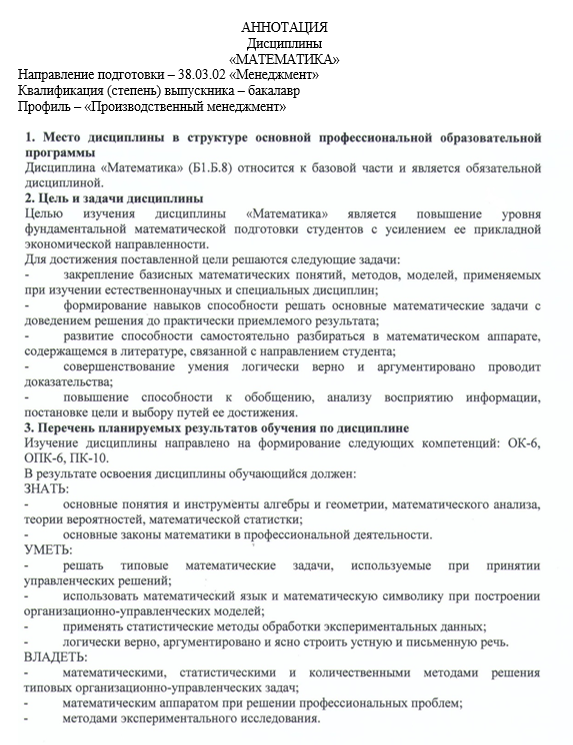 АННОТАЦИЯ
Дисциплины
«МАТЕМАТИКА»
Направление подготовки – 38.03.02 «Менеджмент»
Квалификация (степень) выпускника – бакалавр
Профиль – «Производственный менеджмент»
1. Место дисциплины в структуре основной профессиональной образовательной
программы
Дисциплина «Математика» (Б1.Б.8) относится к базовой части и является обязательной
дисциплиной.
2. Цель и задачи дисциплины
Целью изучения дисциплины «Математика» является повышение уровня
фундаментальной математической подготовки студентов с усилением ее прикладной
экономической направленности.
Для достижения поставленной цели решаются следующие задачи:
- закрепление базисных математических понятий, методов, моделей, применяемых
при изучении естественнонаучных и специальных дисциплин;
- формирование навыков способности решать основные математические задачи с
доведением решения до практически приемлемого результата;
- развитие способности самостоятельно разбираться в математическом аппарате,
содержащемся в литературе, связанной с направлением студента;
- совершенствование умения логически верно и аргументировано проводит
доказательства;
- повышение способности к обобщению, анализу восприятию информации,
постановке цели и выбору путей ее достижения.
3. Перечень планируемых результатов обучения по дисциплине
Изучение дисциплины направлено на формирование следующих компетенций: ОК-6,
ОПК-6, ПК-10.
В результате освоения дисциплины обучающийся должен:
ЗНАТЬ:
- основные понятия и инструменты алгебры и геометрии, математического анализа,
теории вероятностей, математической статистки;
- основные законы математики в профессиональной деятельности.
УМЕТЬ:
- решать типовые математические задачи, используемые при принятии
управленческих решений;
- использовать математический язык и математическую символику при построении
организационно-управленческих моделей;
- применять статистические методы обработки экспериментальных данных;
- логически верно, аргументировано и ясно строить устную и письменную речь.
ВЛАДЕТЬ:
- математическими, статистическими и количественными методами решения
типовых организационно-управленческих задач;
- математическим аппаратом при решении профессиональных проблем;
- методами экспериментального исследования.